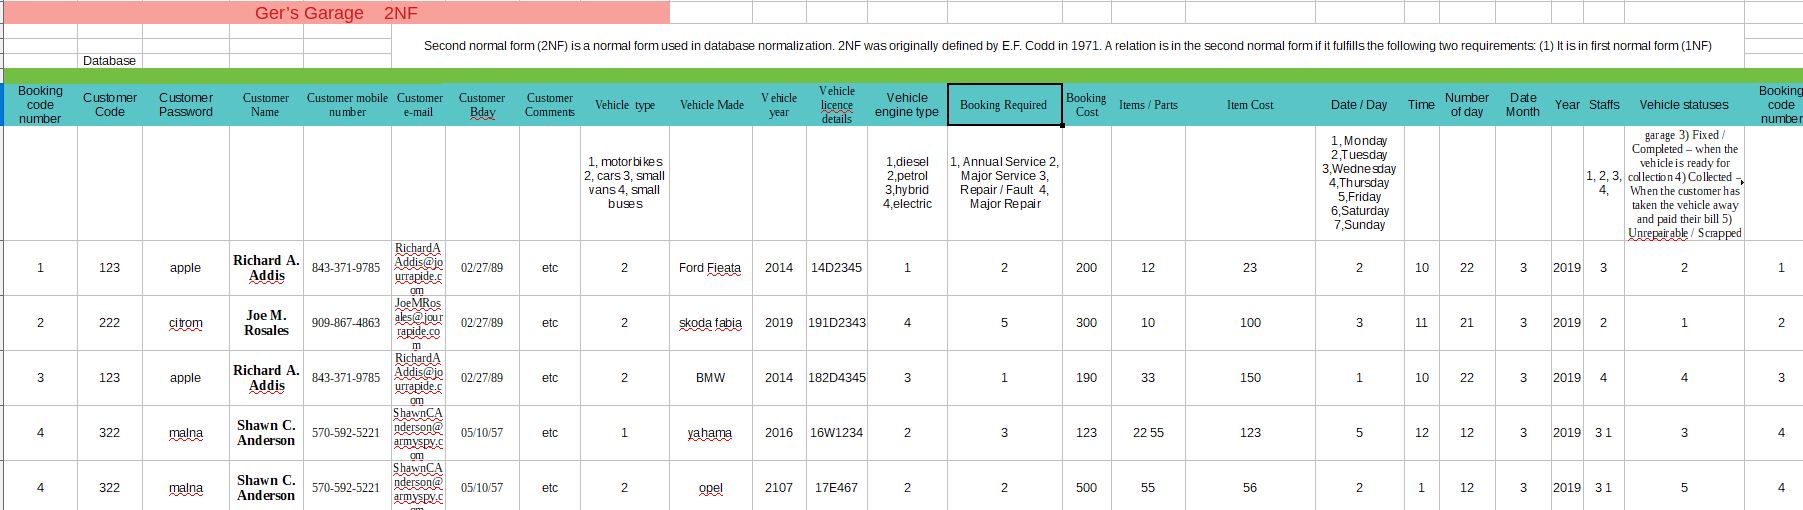 Ger's Garage 2NF
Second normal form (2NF) is a normal form used in database normalization. 2NF was originally defined by E.F. Codd in 1971. A relation is in the second normal form if it fulfills the following two requirements: (1) It is in first normal form (1NF)
Database
Booking code number Customer Code Customer Password Customer Name Customer mobile number Customer e-mail Customer Bday Customer Comments Vehicle type Vehicle Made Vehicle year Vehicle licence details Vehicle engine type Booking Required Booking Cost Items / Parts Item Cost Date / Day Time Number of day Date Month Year Staffs Vehicle statuses Booking code number
1, motorbikes 2, cars 3, small vans 4, small buses 1,diesel 2,petrol 3,hybrid 4,electric 1, Annual Service 2, Major Service 3, Repair / Fault 4, Major Repair 1, Monday 2,Tuesday 3,Wednesday 4,Thursday 5,Friday 6,Saturday 7,Sunday 1, 2, 3, 4, garage 3) Fixed / Completed – when the vehicle is ready for collection 4) Collected – When the customer has taken the vehicle away and paid their bill 5) Unrepairable / Scrapped
1 123 apple Richard A. Addis 843-371-9785 RichardAAddis@jourrapide.com 02/27/89 etc 2 Ford Fieata 2014 14D2345 1 2 200 12 23 2 10 22 3 2019 3 2 1
2 222 citrom Joe M. Rosales 909-867-4863 JoeMRosales@jourrapide.com 02/27/89 etc 2 skoda fabia 2019 191D2343 4 5 300 10 100 3 11 21 3 2019 2 1 2
3 123 apple Richard A. Addis 843-371-9785 RichardAAddis@jourrapide.com 02/27/89 etc 2 BMW 2014 182D4345 3 1 190 33 150 1 10 22 3 2019 4 4 3
4 322 malna Shawn C. Anderson 570-592-5221 ShawnCAnderson@armyspy.com 05/10/57 etc 1 yahama 2016 16W1234 2 3 123 22 55 123 5 12 12 3 2019 3 1 3 4
4 322 malna Shawn C. Anderson 570-592-5221 ShawnCAnderson@armyspy.com 05/10/57 etc 2 opel 2107 17E467 2 2 500 55 56 2 1 12 3 2019 3 1 5 4